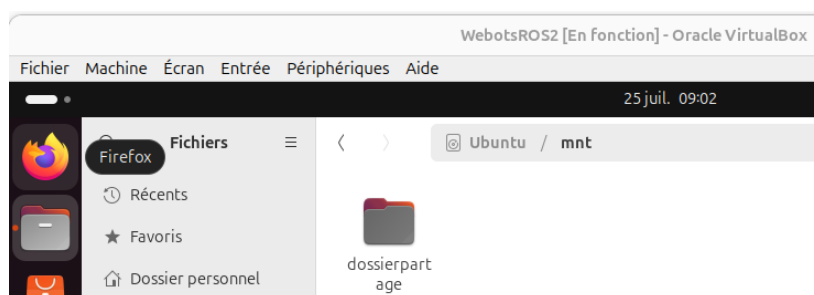 WebotsROS2 [En fonction] - Oracle VirtualBox
Fichier Machine Écran Entrée Périphériques Aide
25 juil. 09:02
Firefox
Fichiers
Ubuntu / mnt
Récents
Favoris
Dossier personnel
dossierpart
age